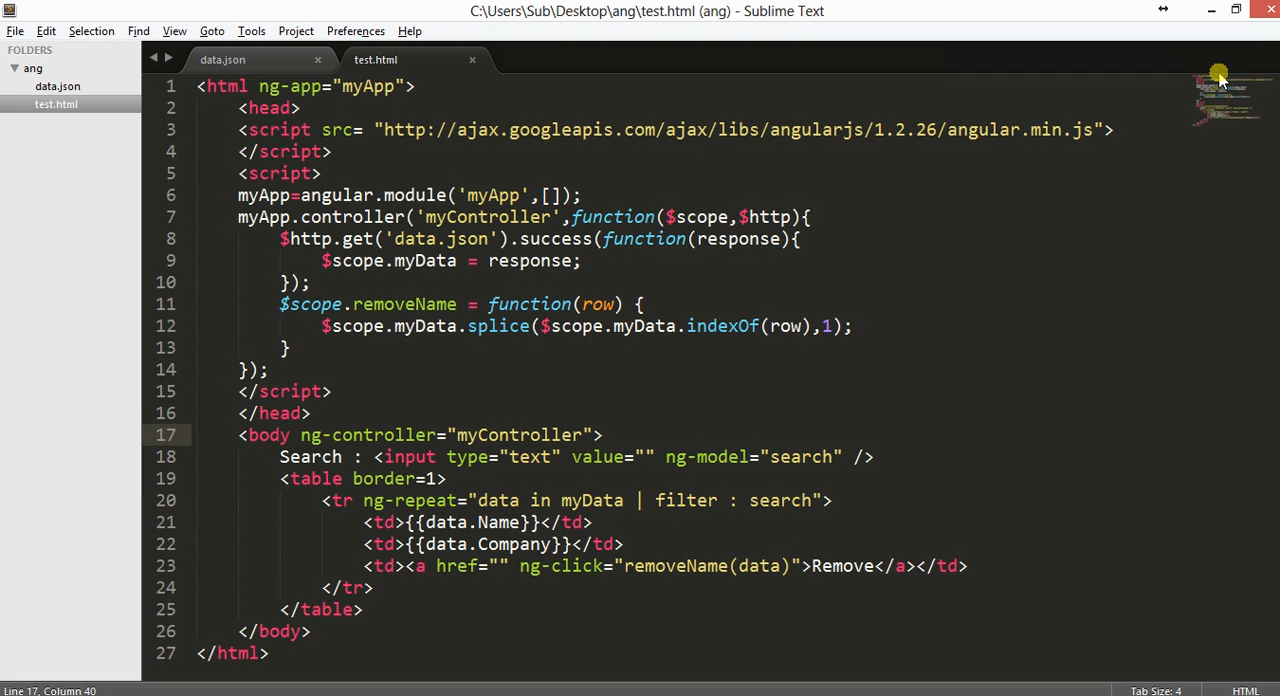 C:\Users\Sub\Desktop\ang\test.html (ang) - Sublime Text
File Edit Selection Find View Goto Tools Project Preferences Help
FOLDERS
ang
data.json
test.html
data.json × test.html ×
1 <html ng-app="myApp">
2 <head>
3 <script src= "http://ajax.googleapis.com/ajax/libs/angularjs/1.2.26/angular.min.js">
4 </script>
5 <script>
6 myApp=angular.module('myApp',[]);
7 myApp.controller('myController',function($scope,$http){
8 $http.get('data.json').success(function(response){
9 $scope.myData = response;
10 });
11 $scope.removeName = function(row) {
12 $scope.myData.splice($scope.myData.indexOf(row),1);
13 }
14 });
15 </script>
16 </head>
17 <body ng-controller="myController">
18 Search : <input type="text" value="" ng-model="search" />
19 <table border=1>
20 <tr ng-repeat="data in myData | filter : search">
21 <td>{{data.Name}}</td>
22 <td>{{data.Company}}</td>
23 <td><a href="" ng-click="removeName(data)">Remove</a></td>
24 </tr>
25 </table>
26 </body>
27 </html>
Line 17, Column 40 Tab Size: 4 HTML